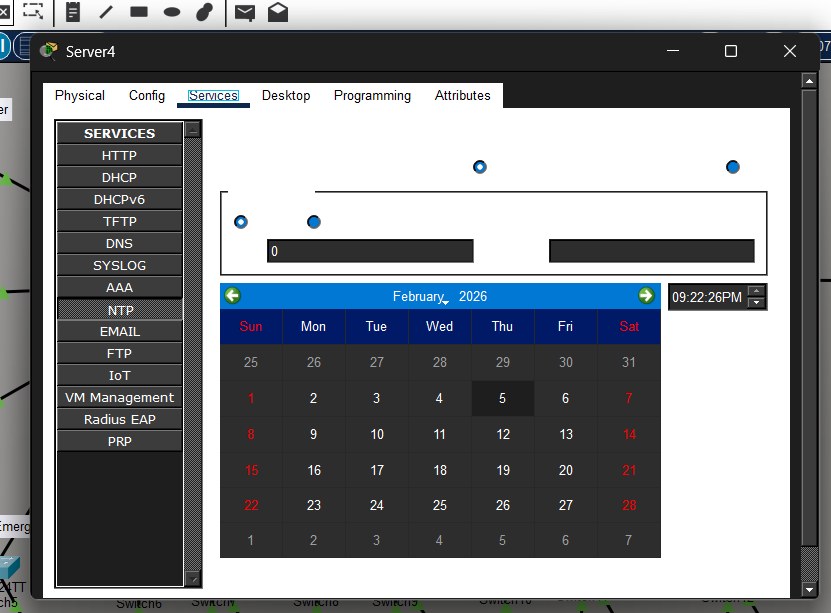 07
Server4
er
Physical Config Services Desktop Programming Attributes
SERVICES
HTTP
DHCP
DHCPv6
TFTP
DNS
SYSLOG
AAA
NTP
EMAIL
FTP
IoT
VM Management
Radius EAP
PRP
0
February 2026
09:22:26PM
Sun Mon Tue Wed Thu Fri Sat
25 26 27 28 29 30 31
1 2 3 4 5 6 7
8 9 10 11 12 13 14
15 16 17 18 19 20 21
22 23 24 25 26 27 28
1 2 3 4 5 6 7
Emerg
24TT
ch5
Switch6 Switch7 Switch8 Switch9 Switch10